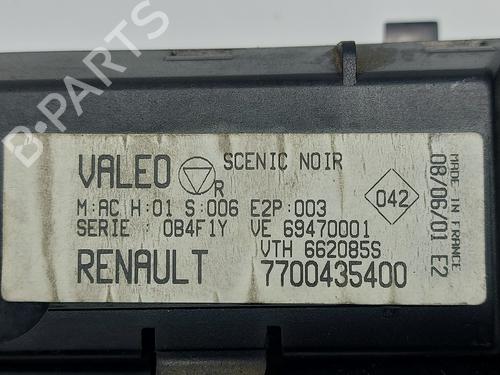 B-PARTS
VALEO R SCENIC NOIR
M:AC H:01 S:006 E2P:003
042
SERIE : 0B4F1Y VE 69470001
VTH 662085S
RENAULT 7700435400
MADE IN FRANCE
08/06/01 E2